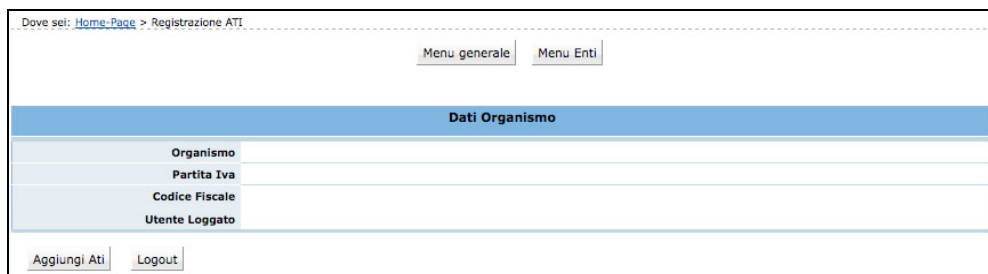 Dove sei: Home-Page > Registrazione ATI
Menu generale Menu Enti
Dati Organismo
Organismo
Partita Iva
Codice Fiscale
Utente Loggato
Aggiungi Ati Logout